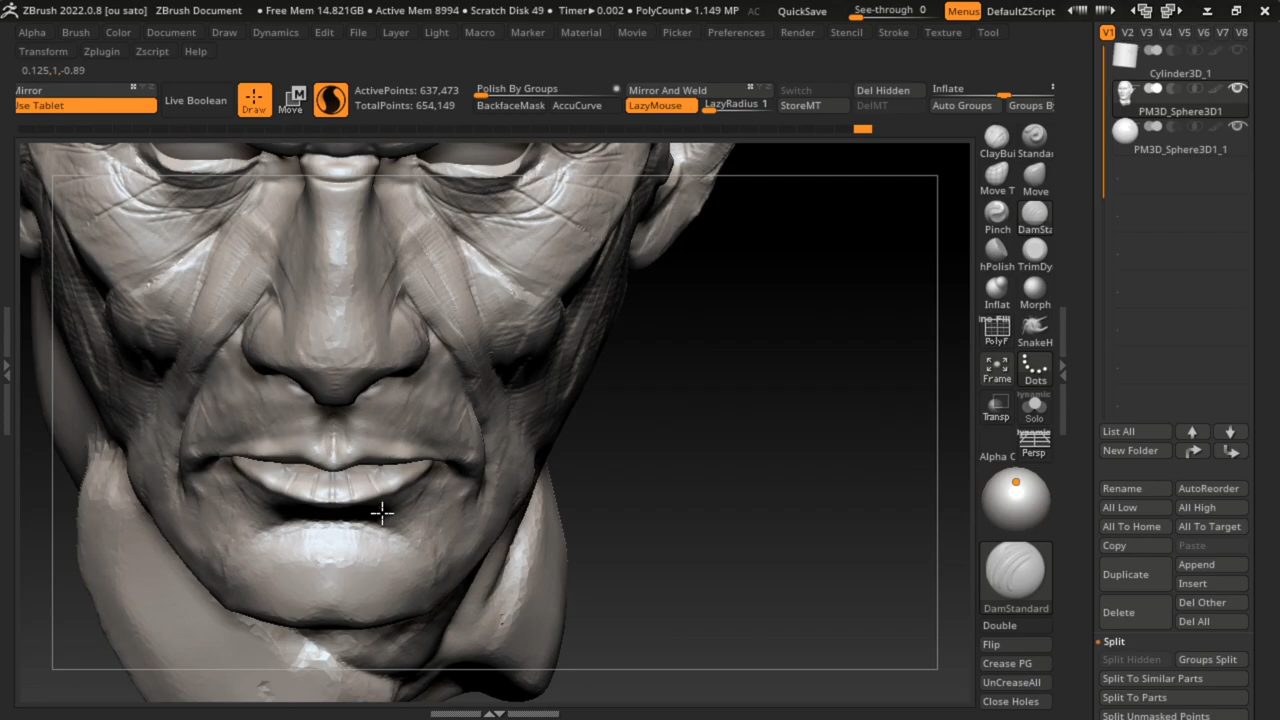 ZBrush 2022.0.8 [ou sato] ZBrush Document • Free Mem 14.821GB • Active Mem 8994 • Scratch Disk 49 • Timer▶0.002 • PolyCount▶1.149 MP AC QuickSave See-through 0 Menus DefaultZScript
Alpha Brush Color Document Draw Dynamics Edit File Layer Light Macro Marker Material Movie Picker Preferences Render Stencil Stroke Texture Tool
Transform Zplugin Zscript Help
0.125,1,-0.89
Mirror
Use Tablet
Live Boolean
Draw
Move
ActivePoints: 637,473
TotalPoints: 654,149
Polish By Groups
BackfaceMask AccuCurve
Mirror And Weld
LazyMouse LazyRadius 1
Switch
StoreMT
Del Hidden
DelMT
Inflate
Auto Groups Groups By
V1 V2 V3 V4 V5 V6 V7 V8
Cylinder3D_1
PM3D_Sphere3D1
PM3D_Sphere3D1_1
ClayBui Standa
Move T Move
Pinch DamSta
hPolish TrimDy
Inflat Morph
PolyF SnakeH
Frame Dots
Dynamic
Transp Solo
Dynamic
Persp
Alpha O
DamStandard
Double
Flip
Crease PG
UnCreaseAll
Close Holes
List All
New Folder
Rename AutoReorder
All Low All High
All To Home All To Target
Copy Paste
Duplicate Append
Insert
Delete Del Other
Del All
Split
Split Hidden Groups Split
Split To Similar Parts
Split To Parts
Split Unmasked Points